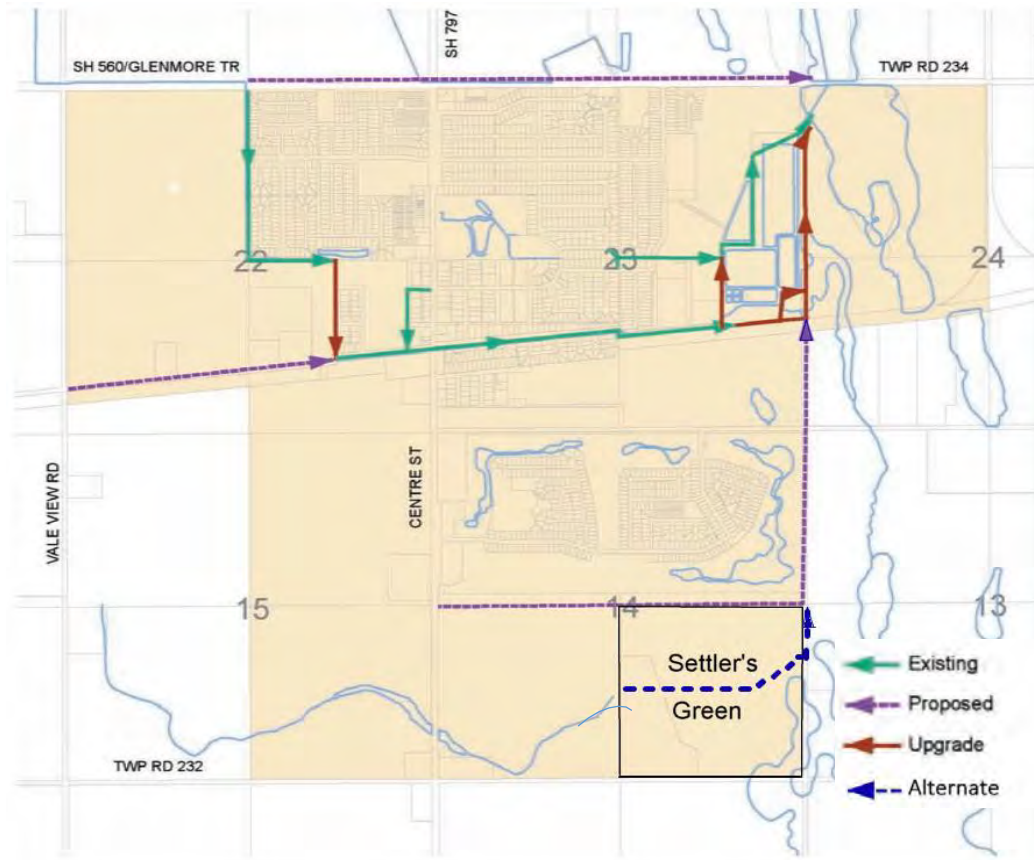 SH 560/GLENMORE TR
SH 797
TWP RD 234
22
23
24
VALE VIEW RD
CENTRE ST
15
14
13
Settler's
Green
TWP RD 232
Existing
Proposed
Upgrade
Alternate